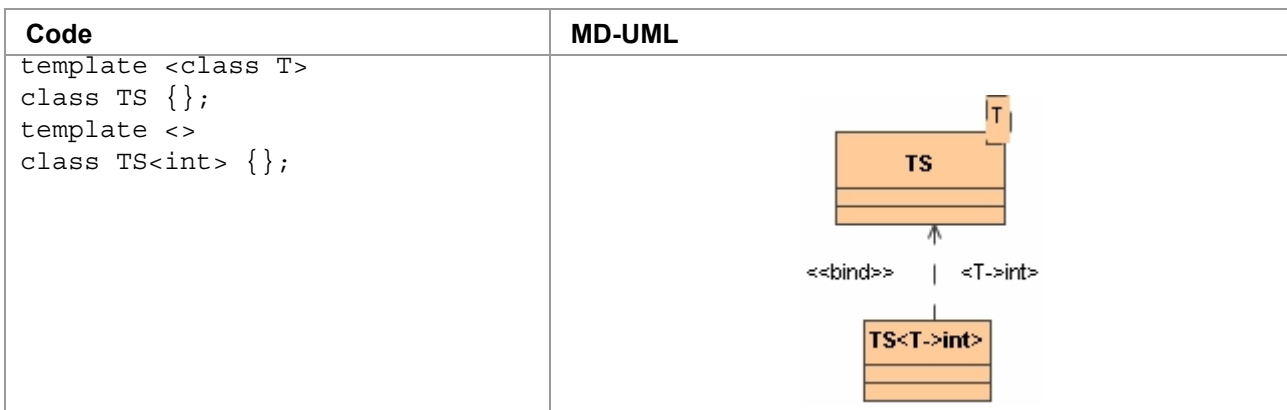 Code
MD-UML
template <class T>
class TS {};
template <>
class TS<int> {};
T
TS
<<bind>>
<T->int>
TS<T->int>